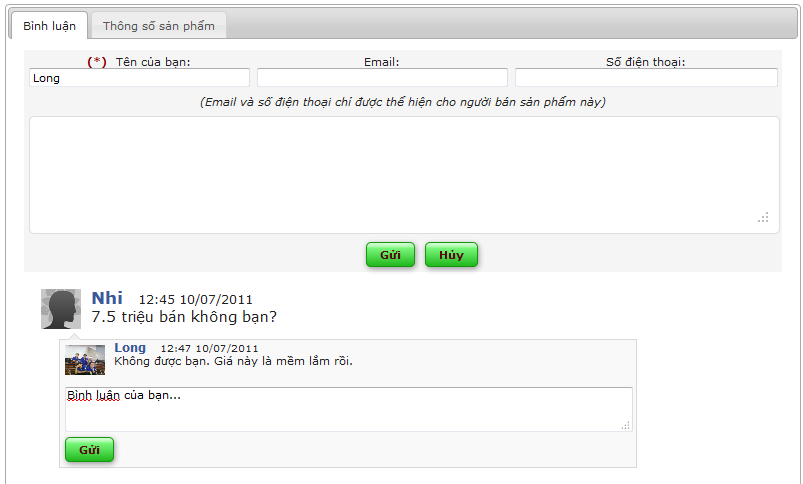 Bình luận Thông số sản phẩm
(*) Tên của bạn: Email: Số điện thoại:
Long
(Email và số điện thoại chỉ được thể hiện cho người bán sản phẩm này)
Gửi Hủy
Nhi 12:45 10/07/2011
7.5 triệu bán không bạn?
Long 12:47 10/07/2011
Không được bạn. Giá này là mềm lắm rồi.
Bình luận của bạn...
Gửi